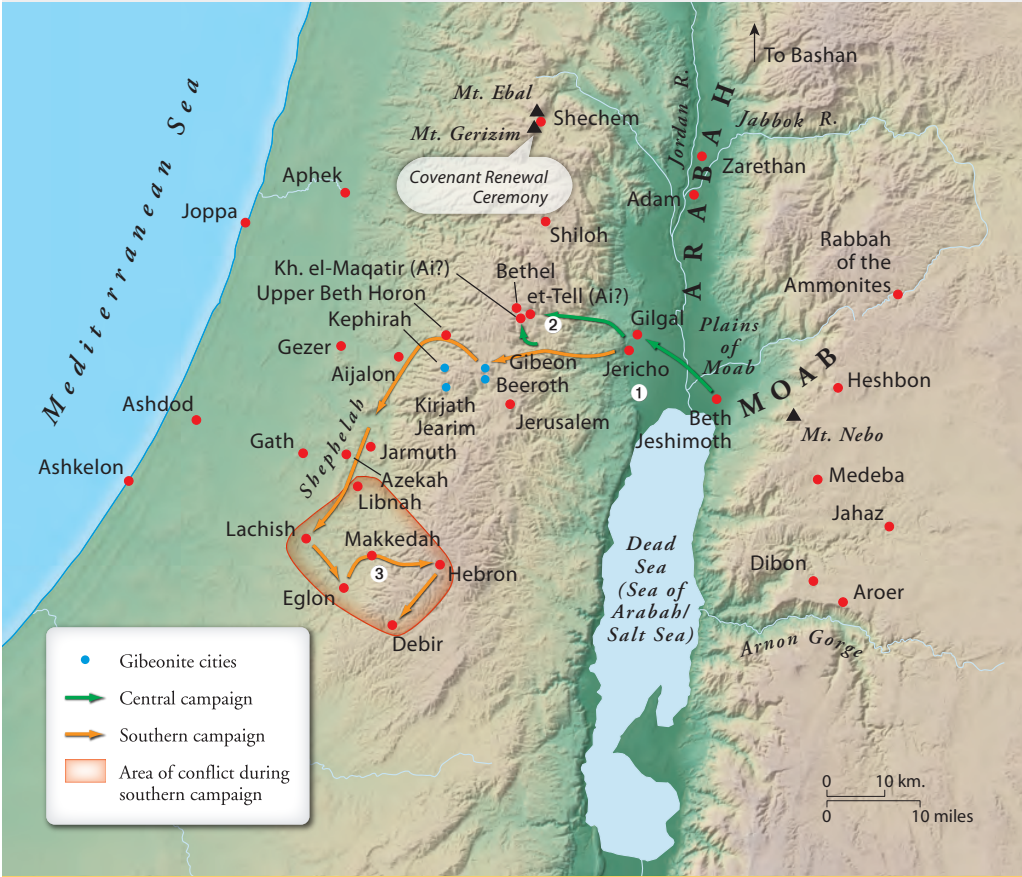 To Bashan
Mt. Ebal
Shechem
Mt. Gerizim
Covenant Renewal
Ceremony
Jordan R.
ARABAH
Jabbok R.
Zarethan
Adam
Mediterranean Sea
Aphek
Joppa
Shiloh
Rabbah
of the
Ammonites
Kh. el-Maqatir (Ai?)
Bethel
et-Tell (Ai?)
Upper Beth Horon
Kephirah
2
Gilgal
Plains
of
Moab
Gezer
Aijalon
Gibeon
Beeroth
Jericho
1
MOAB
Heshbon
Ashdod
Kirjath
Jearim
Jerusalem
Beth
Jeshimoth
Mt. Nebo
Shephelah
Gath
Jarmuth
Ashkelon
Azekah
Libnah
Medeba
Lachish
Makkedah
3
Hebron
Eglon
Debir
Jahaz
Dead
Sea
(Sea of
Arabah/
Salt Sea)
Dibon
Aroer
Arnon Gorge
Gibeonite cities
Central campaign
Southern campaign
Area of conflict during
southern campaign
0 10 km.
0 10 miles